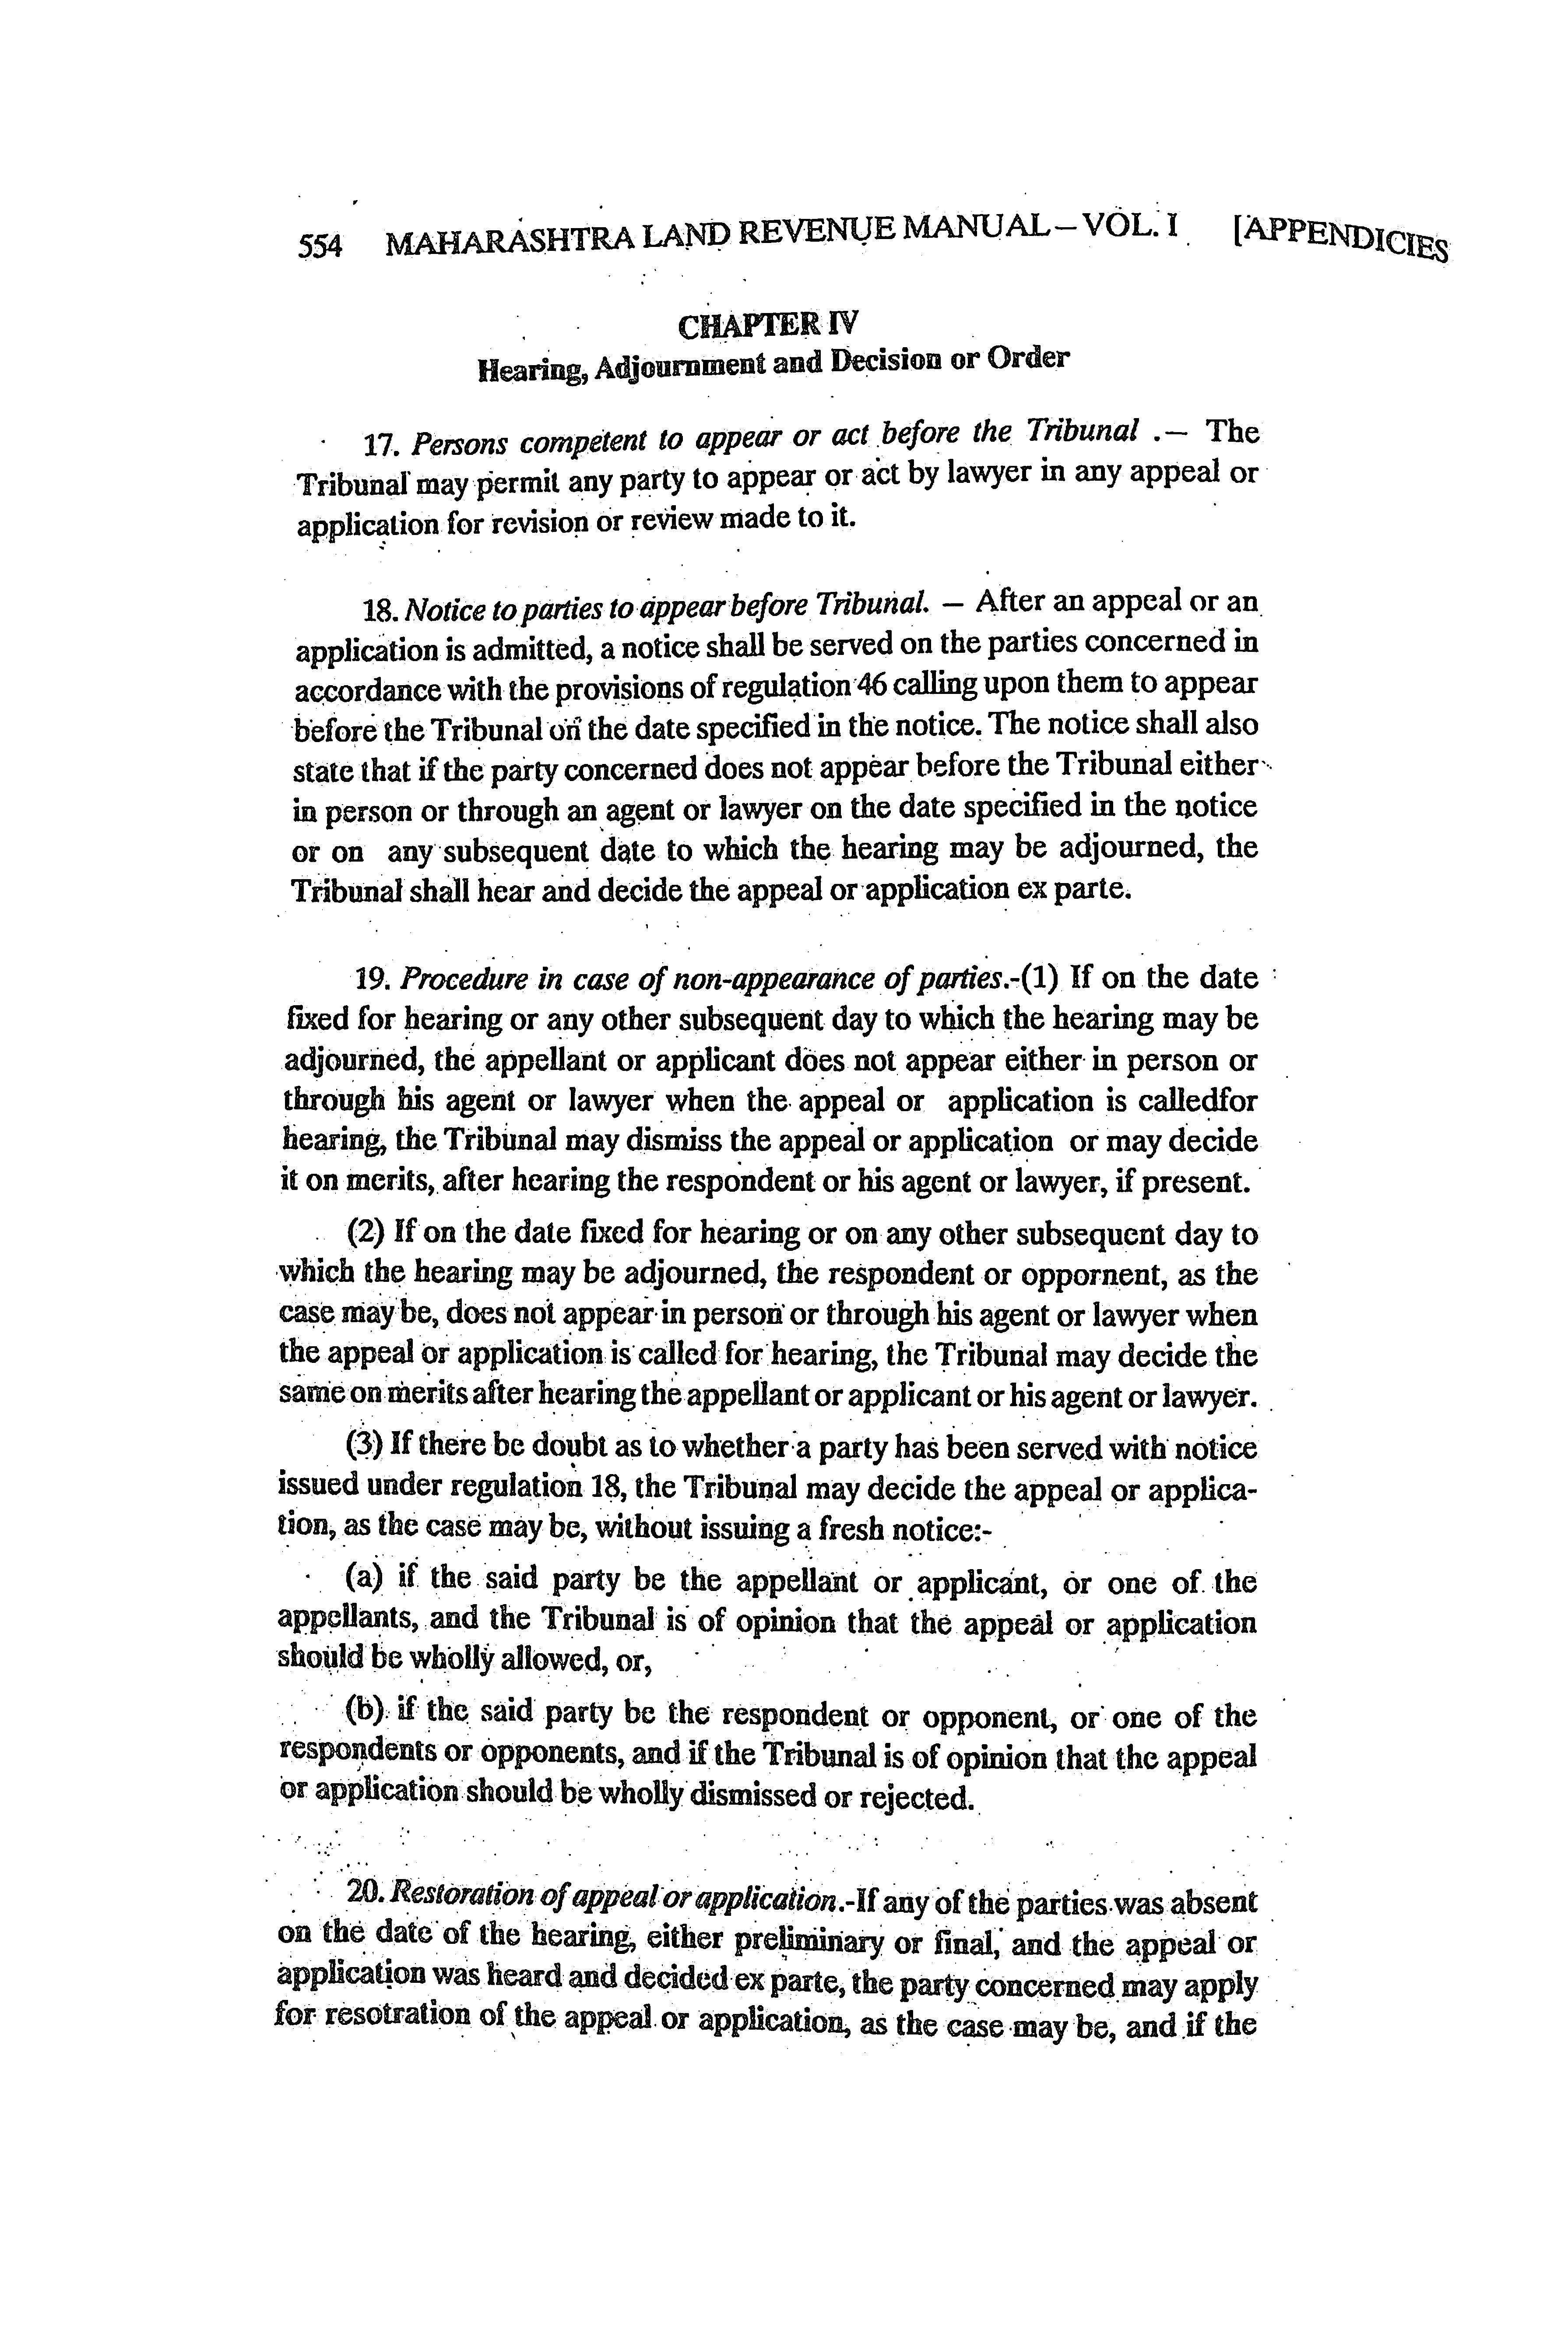 554 MAHARASHTRA LAND REVENUE MANUAL – VOL. I [APPENDICIES
CHAPTER IV
Hearing, Adjournment and Decision or Order
17. Persons competent to appear or act before the Tribunal .– The
Tribunal may permit any party to appear or act by lawyer in any appeal or
application for revision or review made to it.
18. Notice to parties to appear before Tribunal. – After an appeal or an
application is admitted, a notice shall be served on the parties concerned in
accordance with the provisions of regulation 46 calling upon them to appear
before the Tribunal on the date specified in the notice. The notice shall also
state that if the party concerned does not appear before the Tribunal either
in person or through an agent or lawyer on the date specified in the notice
or on any subsequent date to which the hearing may be adjourned, the
Tribunal shall hear and decide the appeal or application ex parte.
19. Procedure in case of non-appearance of parties.-(1) If on the date
fixed for hearing or any other subsequent day to which the hearing may be
adjourned, the appellant or applicant does not appear either in person or
through his agent or lawyer when the appeal or application is calledfor
hearing, the Tribunal may dismiss the appeal or application or may decide
it on merits, after hearing the respondent or his agent or lawyer, if present.
(2) If on the date fixed for hearing or on any other subsequent day to
which the hearing may be adjourned, the respondent or oppornent, as the
case may be, does not appear in person or through his agent or lawyer when
the appeal or application is called for hearing, the Tribunal may decide the
same on merits after hearing the appellant or applicant or his agent or lawyer.
(3) If there be doubt as to whether a party has been served with notice
issued under regulation 18, the Tribunal may decide the appeal or applica-
tion, as the case may be, without issuing a fresh notice:-
(a) if the said party be the appellant or applicant, or one of the
appellants, and the Tribunal is of opinion that the appeal or application
should be wholly allowed, or,
(b) if the said party be the respondent or opponent, or one of the
respondents or opponents, and if the Tribunal is of opinion that the appeal
or application should be wholly dismissed or rejected.
20. Restoration of appeal or application.-If any of the parties was absent
on the date of the hearing, either preliminary or final, and the appeal or
application was heard and decided ex parte, the party concerned may apply
for resotration of the appeal or application, as the case may be, and if the